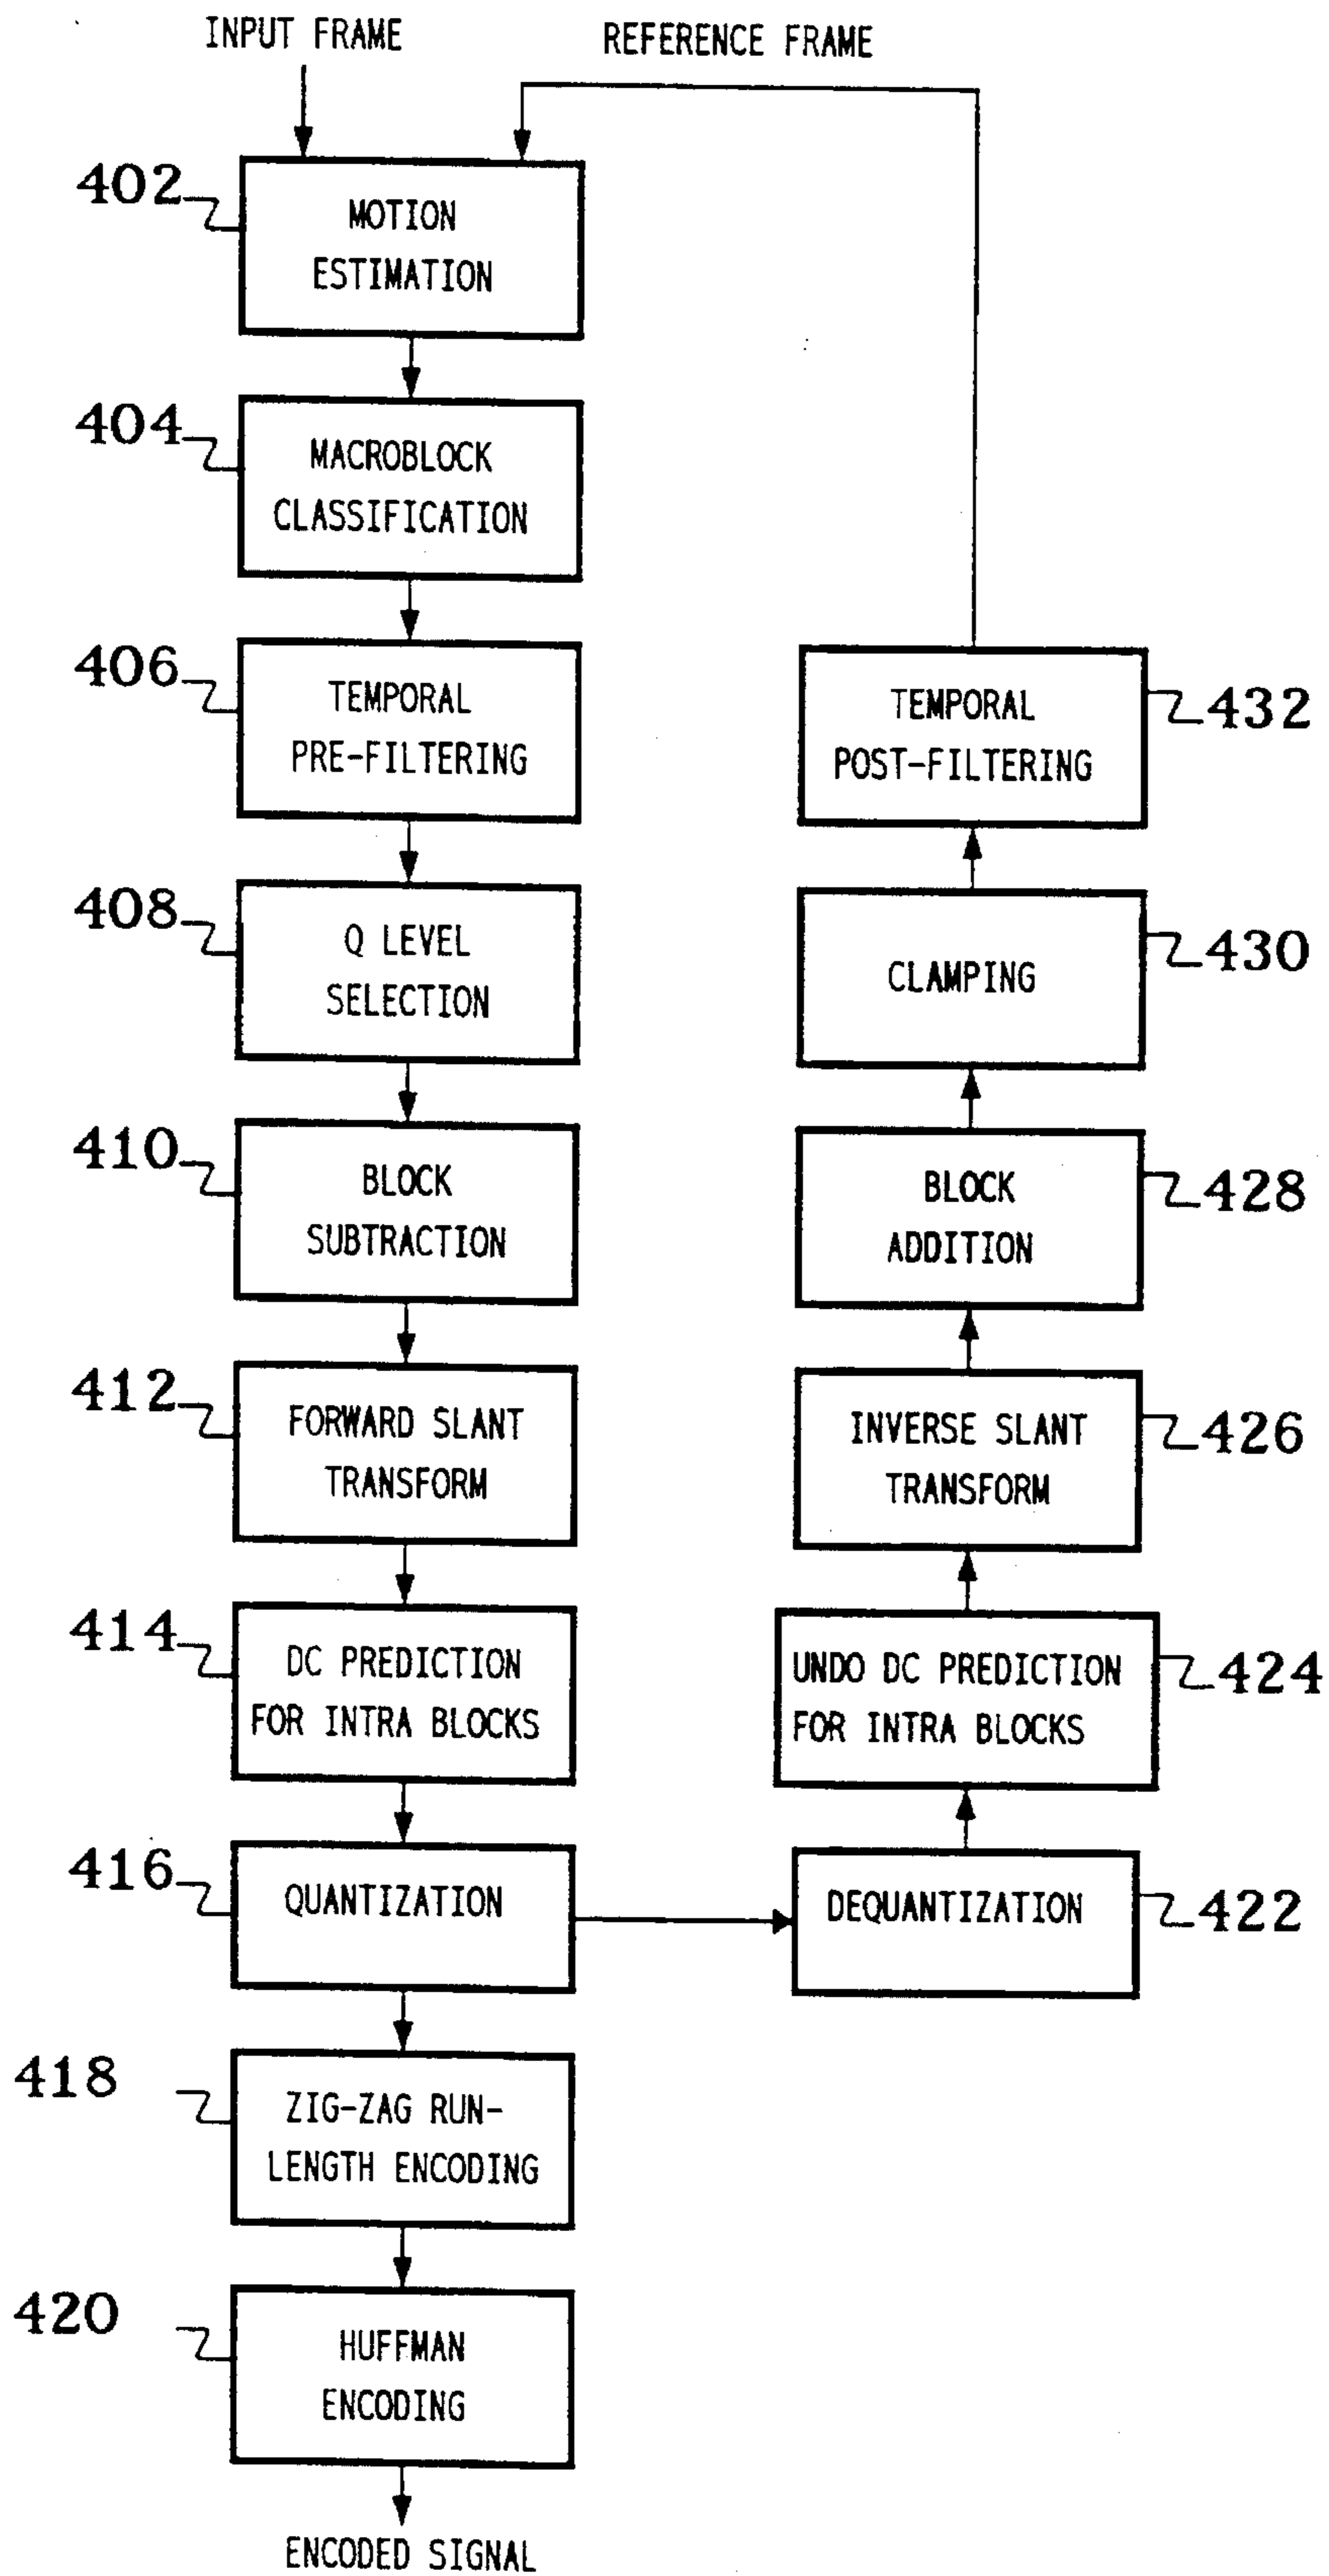 INPUT FRAME
REFERENCE FRAME
402
MOTION
ESTIMATION
404
MACROBLOCK
CLASSIFICATION
406
TEMPORAL
PRE-FILTERING
408
Q LEVEL
SELECTION
410
BLOCK
SUBTRACTION
412
FORWARD SLANT
TRANSFORM
414
DC PREDICTION
FOR INTRA BLOCKS
416
QUANTIZATION
418
ZIG-ZAG RUN-
LENGTH ENCODING
420
HUFFMAN
ENCODING
ENCODED SIGNAL
TEMPORAL
POST-FILTERING
432
CLAMPING
430
BLOCK
ADDITION
428
INVERSE SLANT
TRANSFORM
426
UNDO DC PREDICTION
FOR INTRA BLOCKS
424
DEQUANTIZATION
422